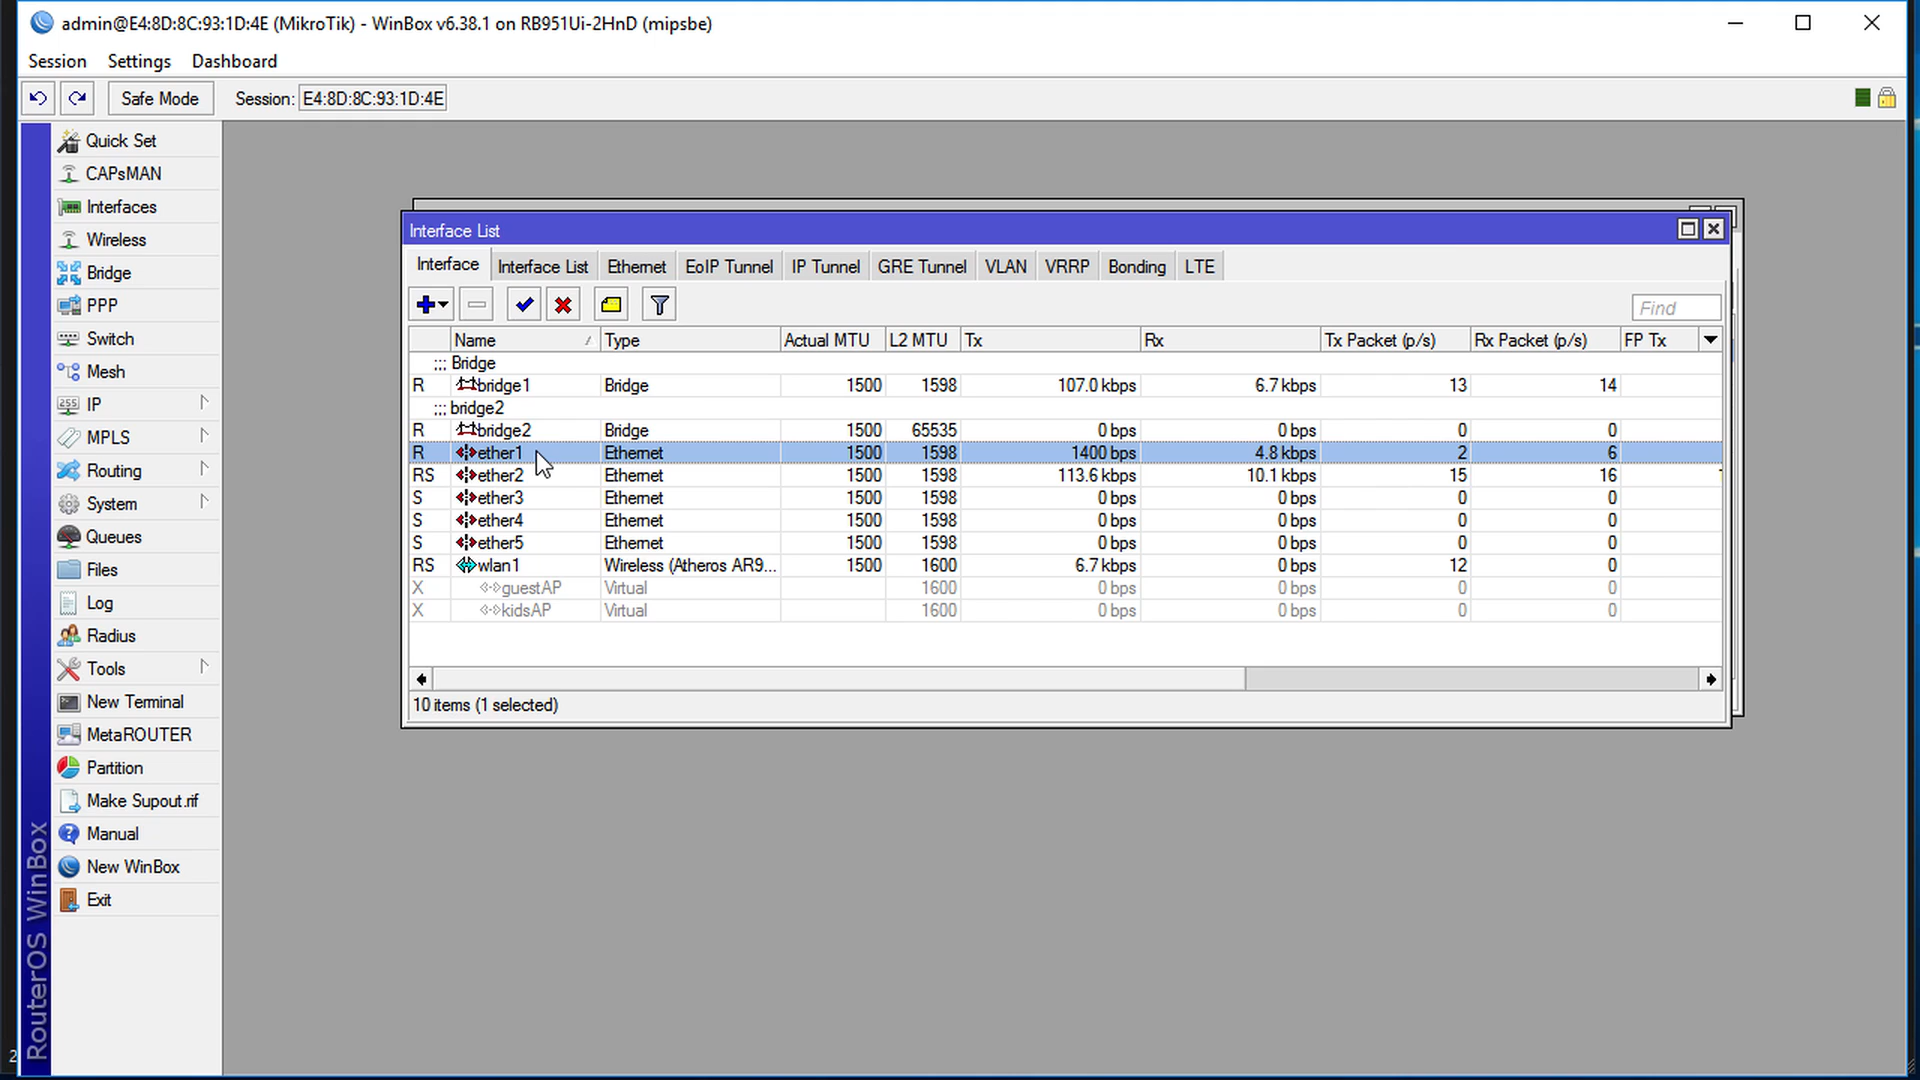 admin@E4:8D:8C:93:1D:4E (MikroTik) - WinBox v6.38.1 on RB951Ui-2HnD (mipsbe)
Session Settings Dashboard
Safe Mode Session: E4:8D:8C:93:1D:4E
Quick Set
CAPsMAN
Interfaces
Wireless
Bridge
PPP
Switch
Mesh
255 IP
MPLS
Routing
System
Queues
Files
Log
Radius
Tools
New Terminal
MetaROUTER
Partition
Make Supout.rif
Manual
New WinBox
Exit
RouterOS WinBox
2
Interface List
Interface Interface List Ethernet EoIP Tunnel IP Tunnel GRE Tunnel VLAN VRRP Bonding LTE
Find
Name Type Actual MTU L2 MTU Tx Rx Tx Packet (p/s) Rx Packet (p/s) FP Tx
;;; Bridge
R bridge1 Bridge 1500 1598 107.0 kbps 6.7 kbps 13 14
;;; bridge2
R bridge2 Bridge 1500 65535 0 bps 0 bps 0 0
R ether1 Ethernet 1500 1598 1400 bps 4.8 kbps 2 6
RS ether2 Ethernet 1500 1598 113.6 kbps 10.1 kbps 15 16
S ether3 Ethernet 1500 1598 0 bps 0 bps 0 0
S ether4 Ethernet 1500 1598 0 bps 0 bps 0 0
S ether5 Ethernet 1500 1598 0 bps 0 bps 0 0
RS wlan1 Wireless (Atheros AR9... 1500 1600 6.7 kbps 0 bps 12 0
X guestAP Virtual 1600 0 bps 0 bps 0 0
X kidsAP Virtual 1600 0 bps 0 bps 0 0
10 items (1 selected)